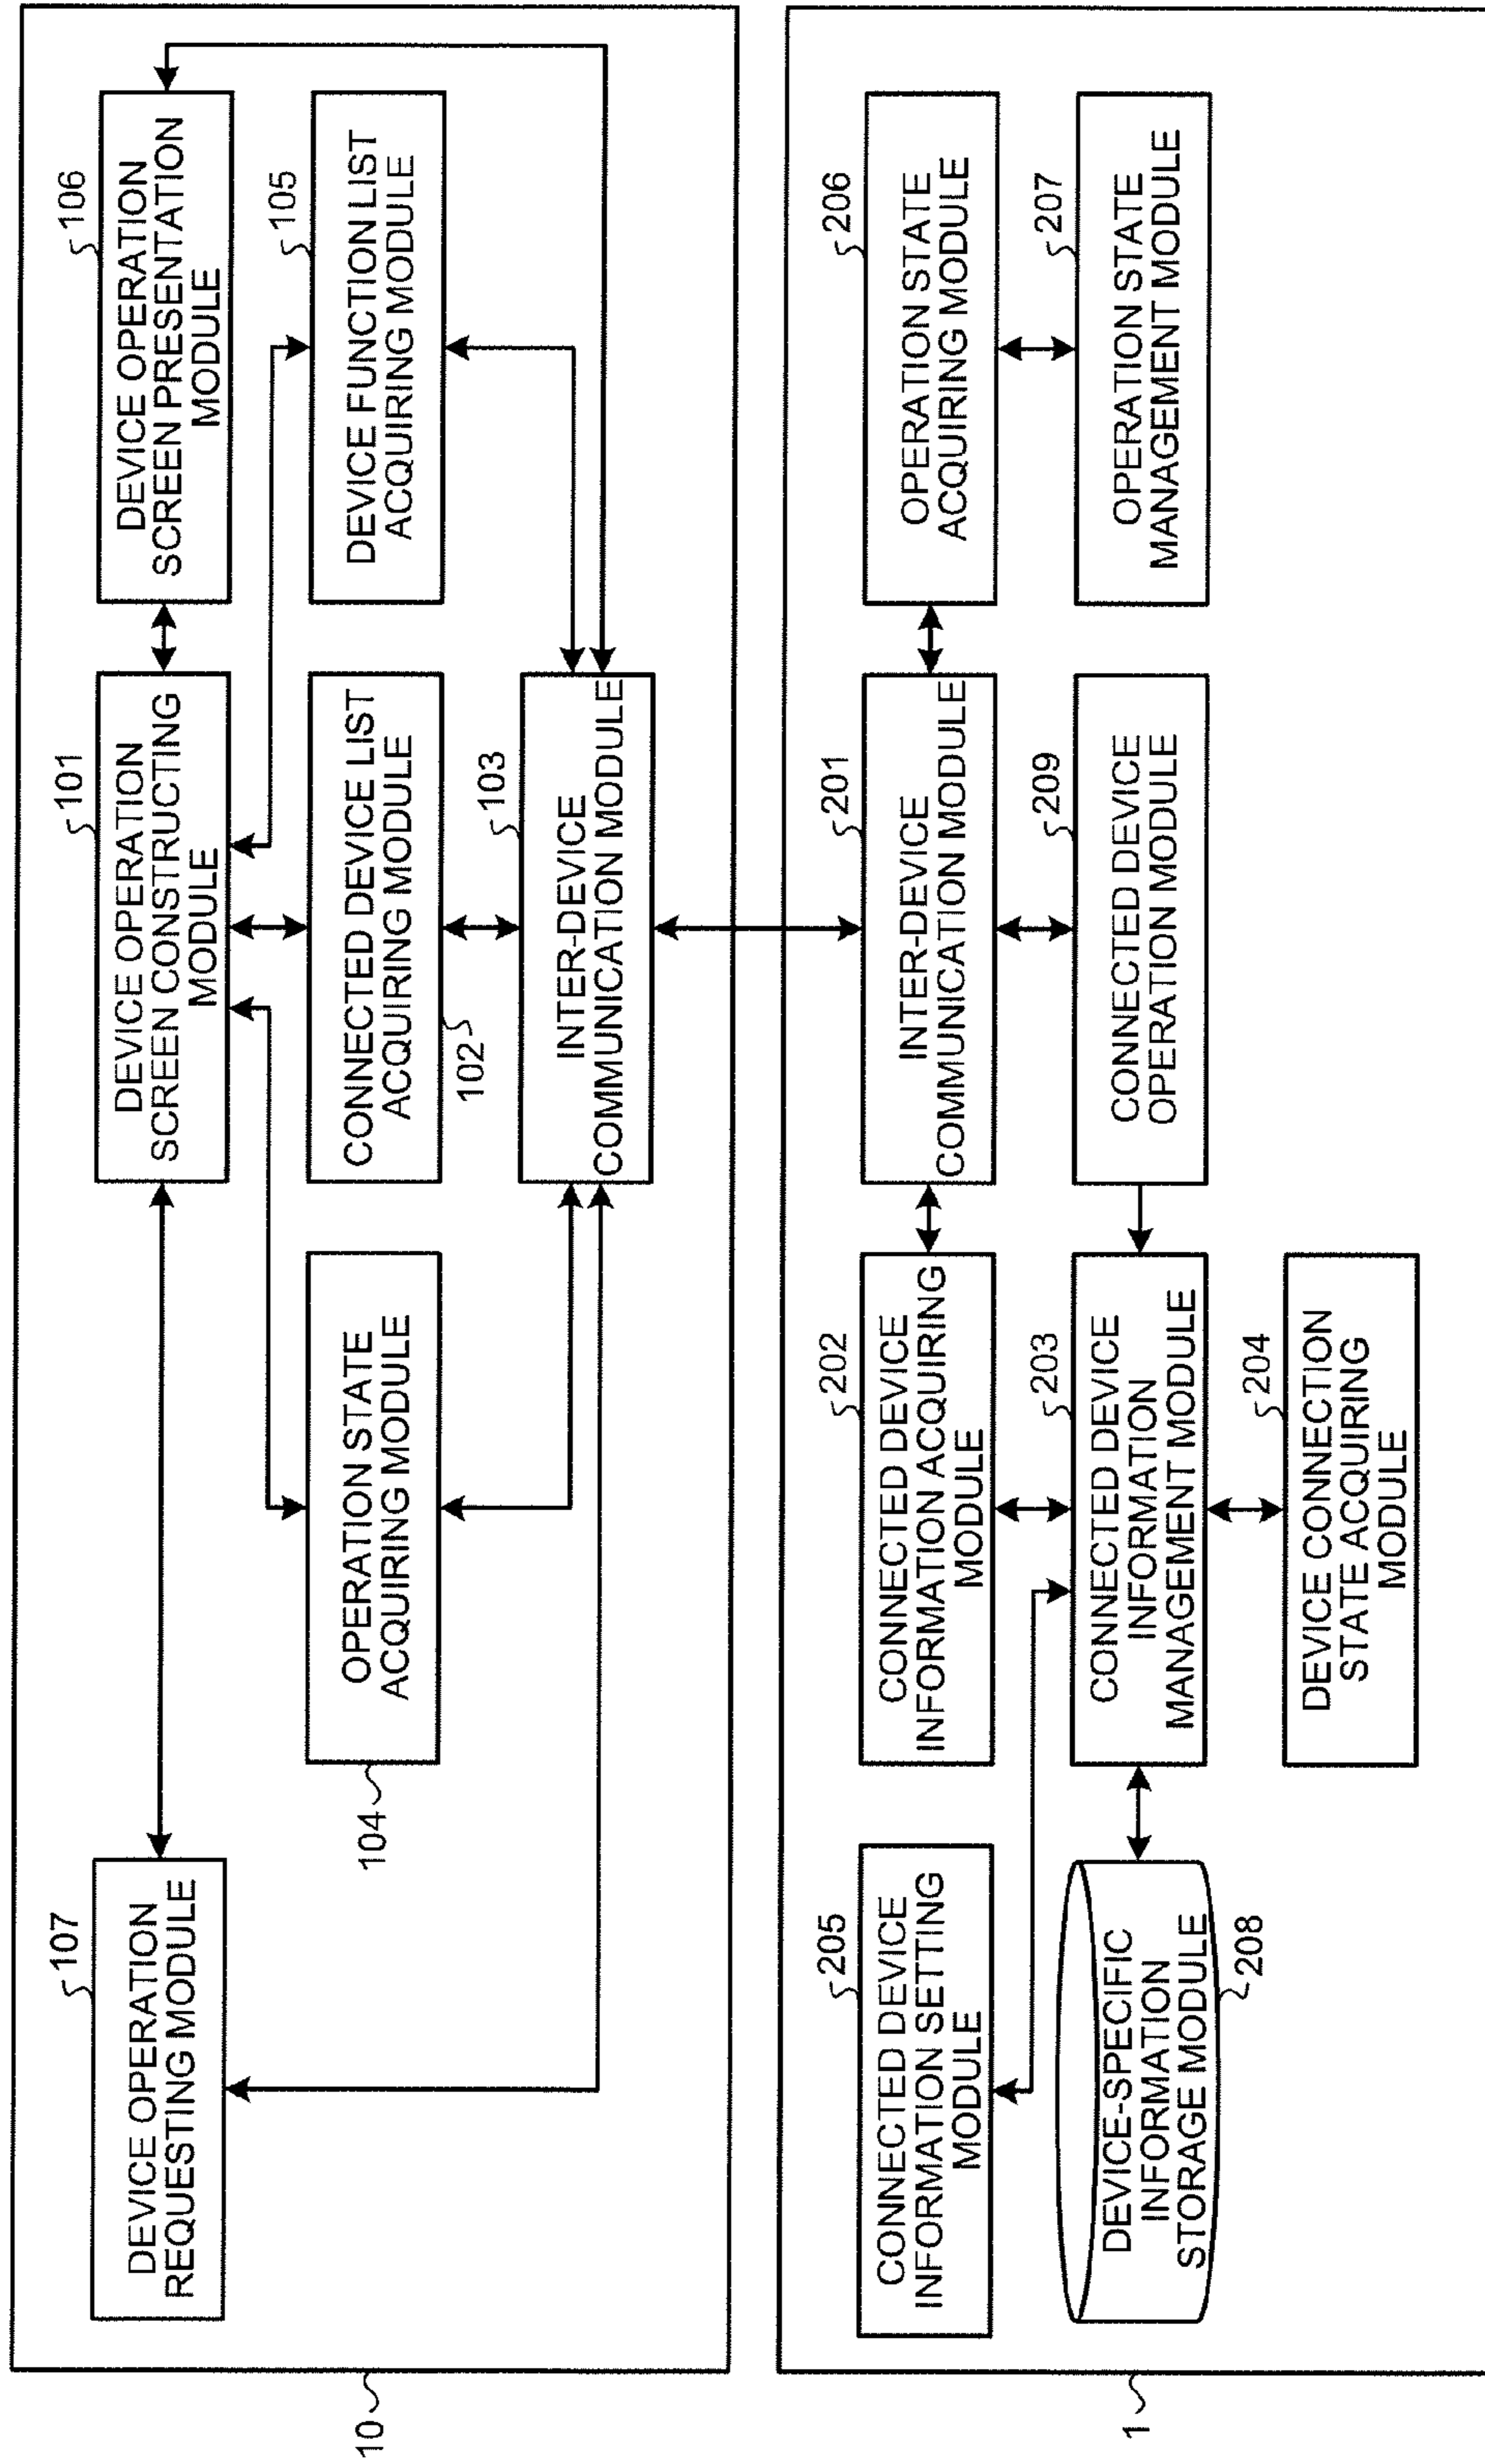 10
107
DEVICE OPERATION
REQUESTING MODULE
101
DEVICE OPERATION
SCREEN CONSTRUCTING
MODULE
106
DEVICE OPERATION
SCREEN PRESENTATION
MODULE
104
OPERATION STATE
ACQUIRING MODULE
CONNECTED DEVICE LIST
ACQUIRING MODULE
102
105
DEVICE FUNCTION LIST
ACQUIRING MODULE
103
INTER-DEVICE
COMMUNICATION MODULE
1
205
CONNECTED DEVICE
INFORMATION SETTING
MODULE
202
CONNECTED DEVICE
INFORMATION ACQUIRING
MODULE
201
INTER-DEVICE
COMMUNICATION MODULE
206
OPERATION STATE
ACQUIRING MODULE
DEVICE-SPECIFIC
INFORMATION
STORAGE MODULE
208
203
CONNECTED DEVICE
INFORMATION
MANAGEMENT MODULE
209
CONNECTED DEVICE
OPERATION MODULE
207
OPERATION STATE
MANAGEMENT MODULE
204
DEVICE CONNECTION
STATE ACQUIRING
MODULE